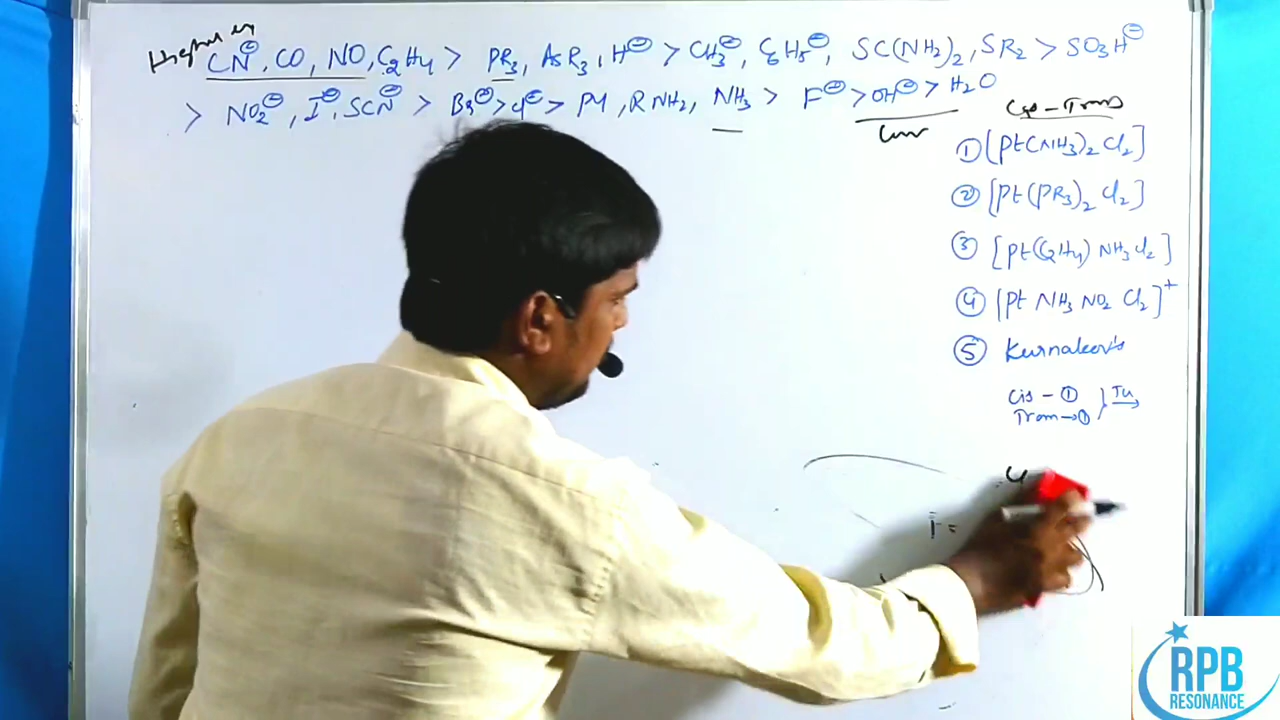 Higher
CN⊖, CO, NO, C2H4 > PR3, AsR3, H⊖ > CH3⊖, C6H5⊖, SC(NH2)2, SR2 > SO3H⊖
> NO2⊖, I⊖, SCN⊖ > Br⊖ > Cl⊖ > PY, RNH2, NH3 > F⊖ > OH⊖ > H2O
Cis-Trans
① [Pt(NH3)2 Cl2]
② [Pt(PR3)2 Cl2]
③ [Pt(C2H4) NH3 Cl2]
④ [Pt NH3 NO2 Cl2]+
⑤ Kurnakov's
Cis - ①
Trans → ①
Tu
RPB
RESONANCE